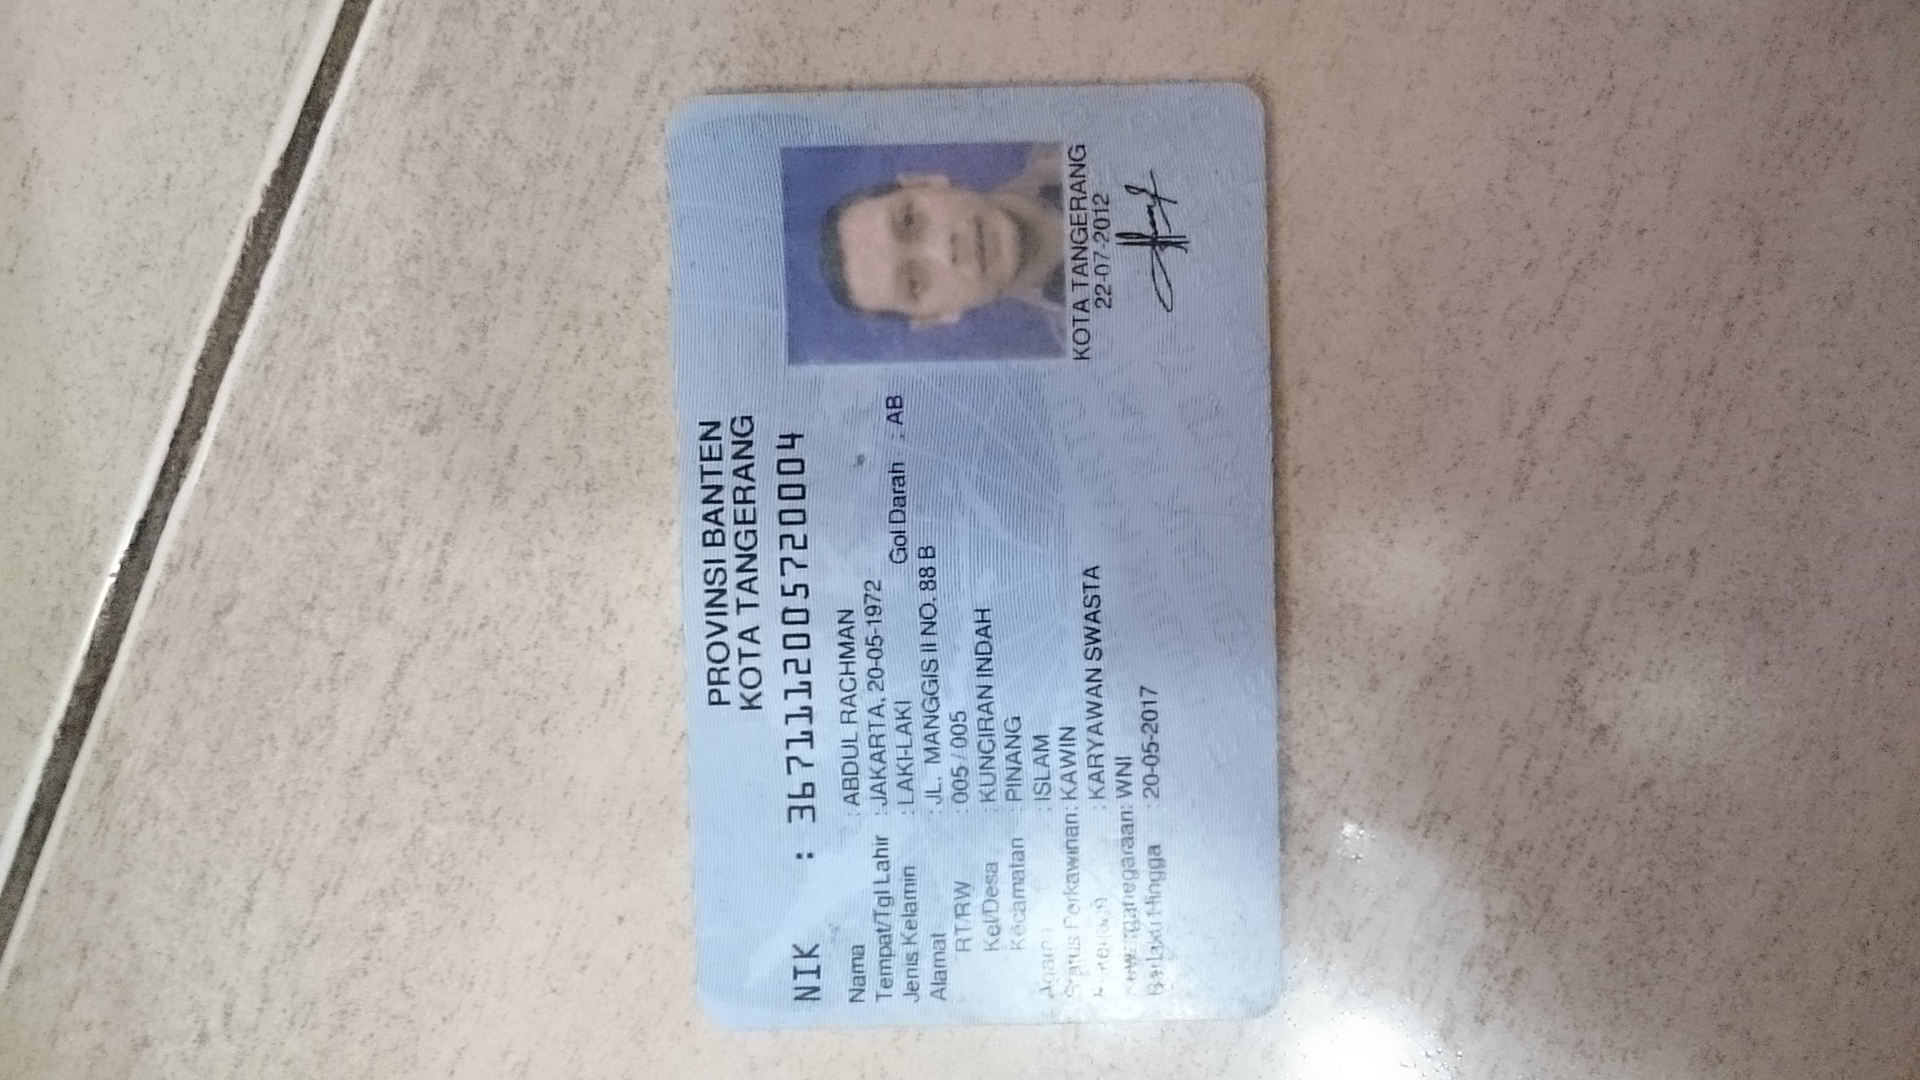 PROVINSI BANTEN
KOTA TANGERANG
NIK : 3671112005720004
Nama : ABDUL RACHMAN
Tempat/Tgl Lahir : JAKARTA, 20-05-1972
Jenis Kelamin : LAKI-LAKI Gol Darah : AB
Alamat : JL. MANGGIS II NO. 88 B
RT/RW : 005 / 005
Kel/Desa : KUNCIRAN INDAH
Kecamatan : PINANG
Agama : ISLAM
Status Perkawinan: KAWIN
: KARYAWAN SWASTA
Kewarganegaraan: WNI
Berlaku Hingga : 20-05-2017
KOTA TANGERANG
22-07-2012